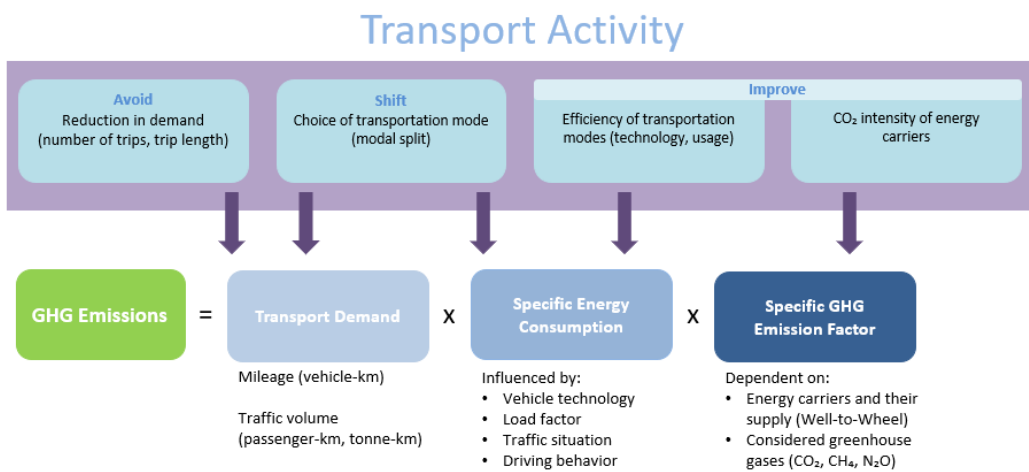 Transport Activity
Avoid
Reduction in demand
(number of trips, trip length)
Shift
Choice of transportation mode
(modal split)
Improve
Efficiency of transportation
modes (technology, usage)
CO₂ intensity of energy
carriers
GHG Emissions
=
Transport Demand
x
Specific Energy
Consumption
x
Specific GHG
Emission Factor
Mileage (vehicle-km)
Traffic volume
(passenger-km, tonne-km)
Influenced by:
• Vehicle technology
• Load factor
• Traffic situation
• Driving behavior
Dependent on:
• Energy carriers and their
supply (Well-to-Wheel)
• Considered greenhouse
gases (CO₂, CH₄, N₂O)